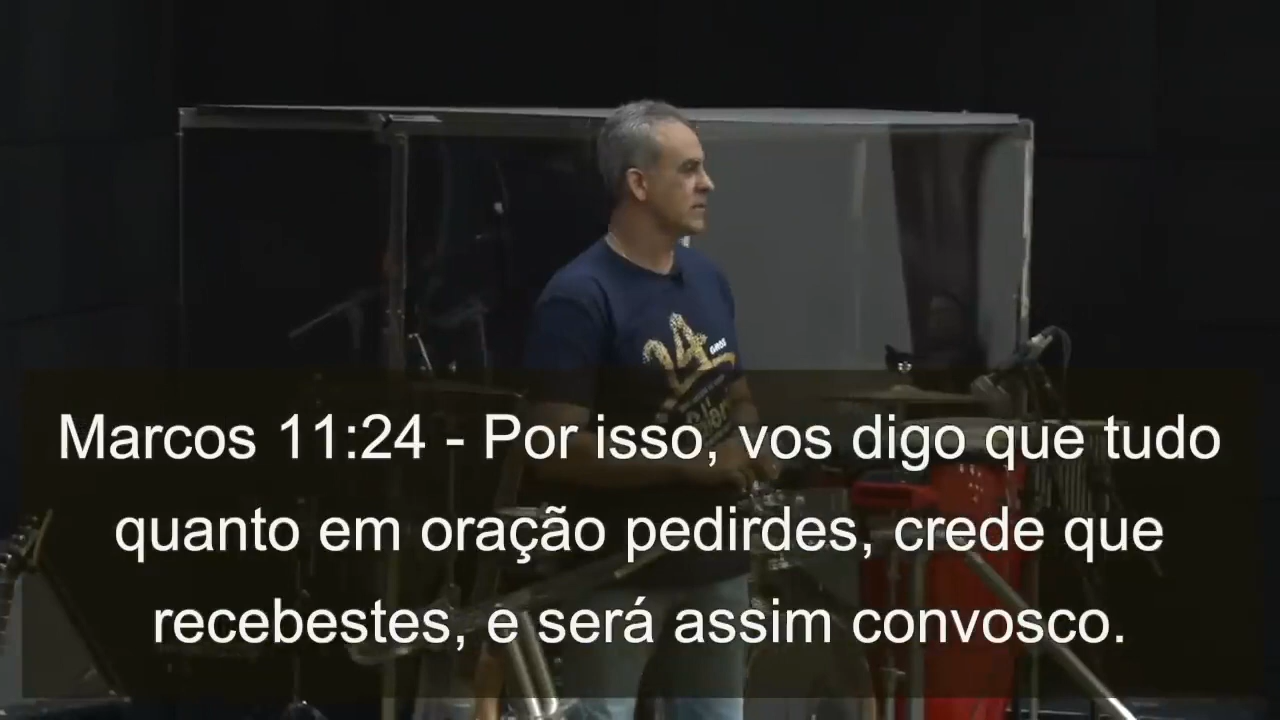 Marcos 11:24 - Por isso, vos digo que tudo
quanto em oração pedirdes, crede que
recebestes, e será assim convosco.